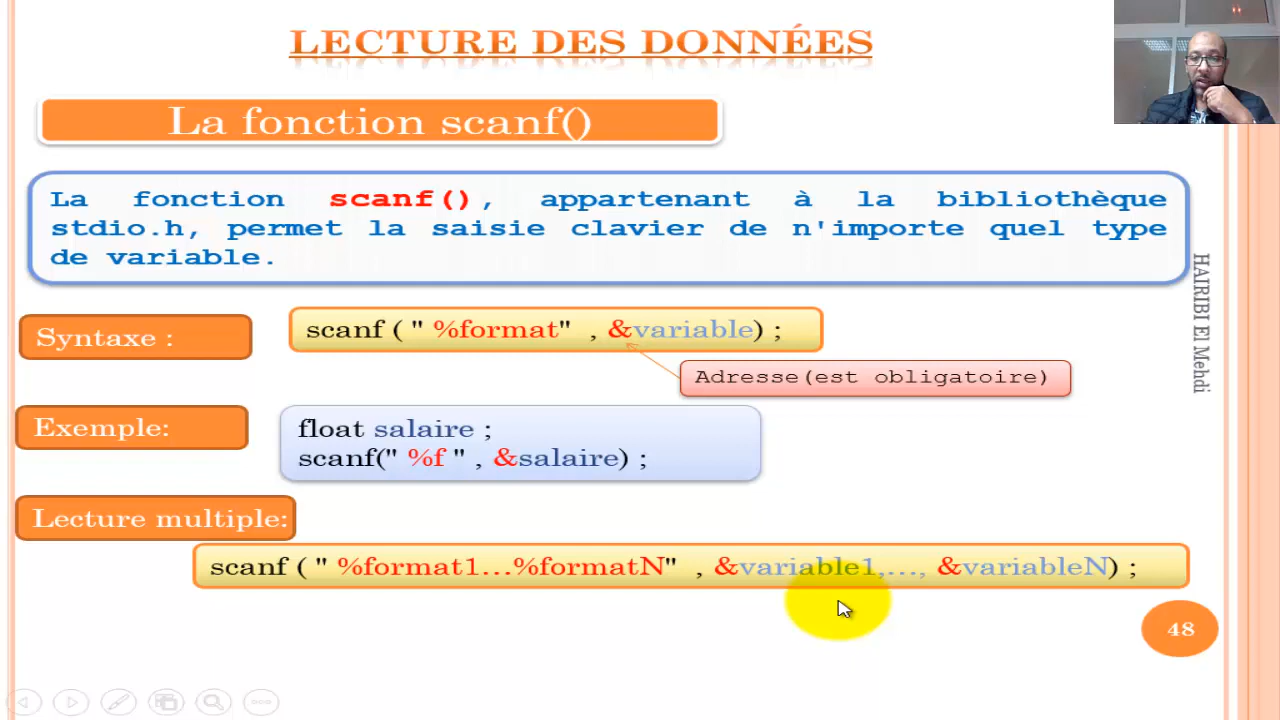 LECTURE DES DONNÉES
La fonction scanf()
La fonction scanf(), appartenant à la bibliothèque
stdio.h, permet la saisie clavier de n'importe quel type
de variable.
Syntaxe :
scanf ( " %format" , &variable) ;
Adresse(est obligatoire)
Exemple:
float salaire ;
scanf(" %f " , &salaire) ;
Lecture multiple:
scanf ( " %format1...%formatN" , &variable1,..., &variableN) ;
HAIRIBI El Mehdi
48